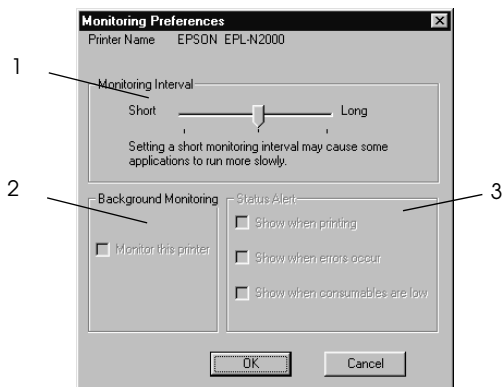 Monitoring Preferences
Printer Name EPSON EPL-N2000
1
Monitoring Interval
Short Long
Setting a short monitoring interval may cause some
applications to run more slowly.
2
Background Monitoring
Monitor this printer
Status Alert
3
Show when printing
Show when errors occur
Show when consumables are low
OK Cancel